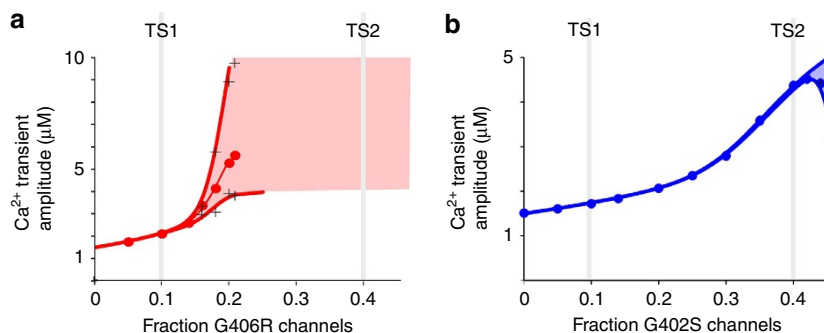 a
TS1
TS2
10
5
1
Ca²⁺ transient
amplitude (μM)
0
0.1
0.2
0.3
0.4
Fraction G406R channels
b
TS1
TS2
5
1
Ca²⁺ transient
amplitude (μM)
0
0.1
0.2
0.3
0.4
Fraction G402S channels